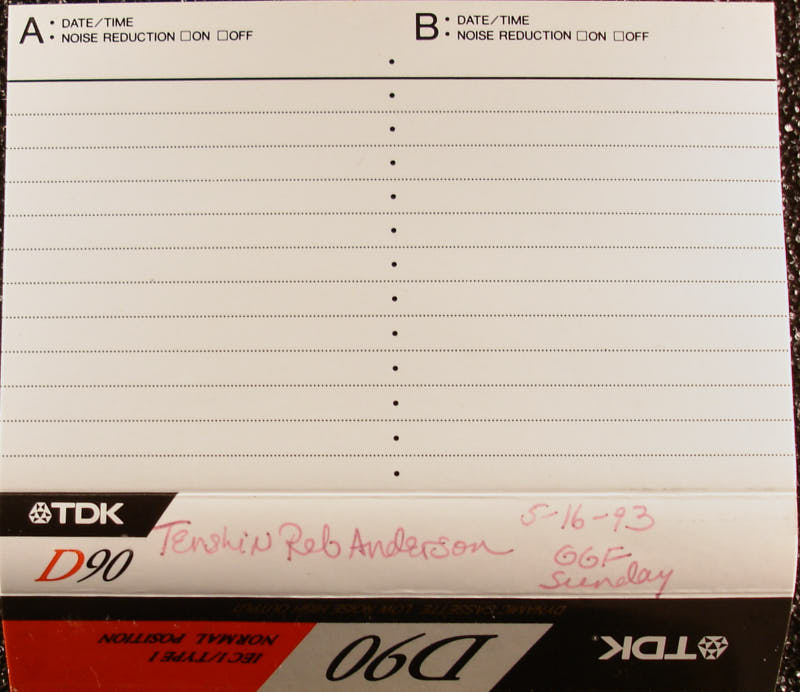 A • DATE/TIME
• NOISE REDUCTION □ON □OFF
B • DATE/TIME
• NOISE REDUCTION □ON □OFF
TDK
D90
Tenshin Reb Anderson
5-16-93
GGF
Sunday
DYNAMIC CASSETTE LOW NOISE HIGH OUTPUT
TDK®
D90
IEC I/TYPE I
NORMAL POSITION